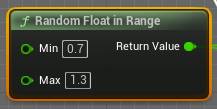 f Random Float in Range
Min 0.7 Return Value
Max 1.3